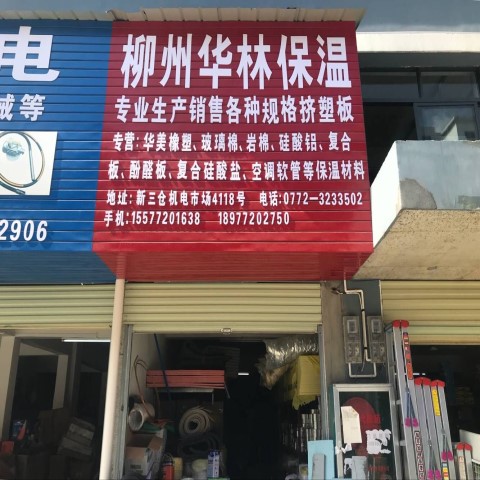 电
械等
2906
柳州华林保温
专业生产销售各种规格挤塑板
专营:华美橡塑、玻璃棉、岩棉、硅酸铝、复合
板、酚醛板、复合硅酸盐、空调软管等保温材料
地址:新三仓机电市场4118号 电话:0772-3233502
手机:15577201638 18977202750